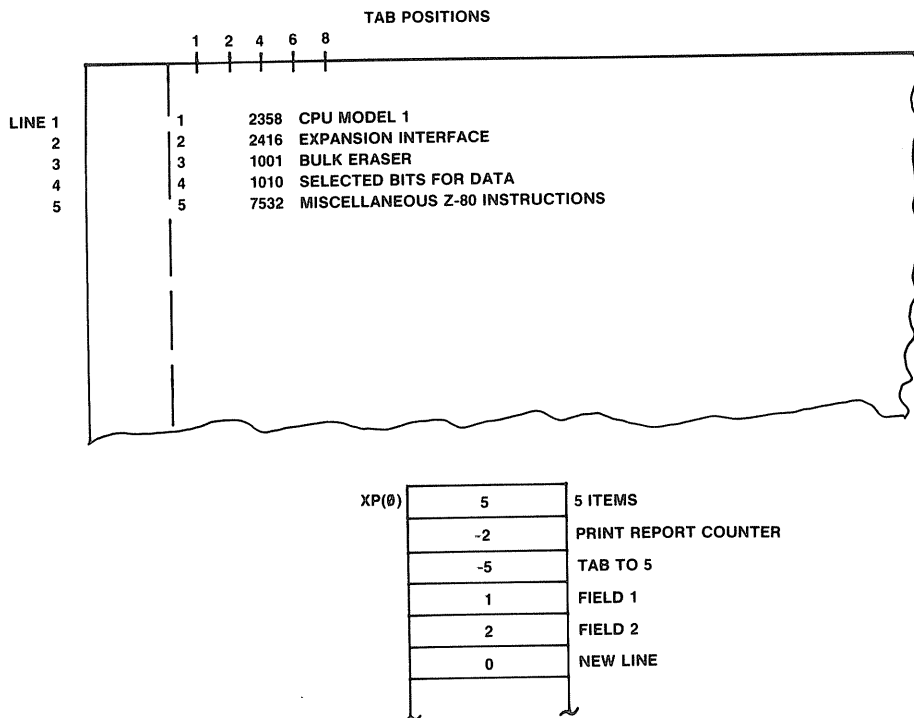 TAB POSITIONS
1 2 4 6 8
LINE 1 1 2358 CPU MODEL 1
2 2 2416 EXPANSION INTERFACE
3 3 1001 BULK ERASER
4 4 1010 SELECTED BITS FOR DATA
5 5 7532 MISCELLANEOUS Z-80 INSTRUCTIONS
XP(0) 5 5 ITEMS
-2 PRINT REPORT COUNTER
-5 TAB TO 5
1 FIELD 1
2 FIELD 2
0 NEW LINE